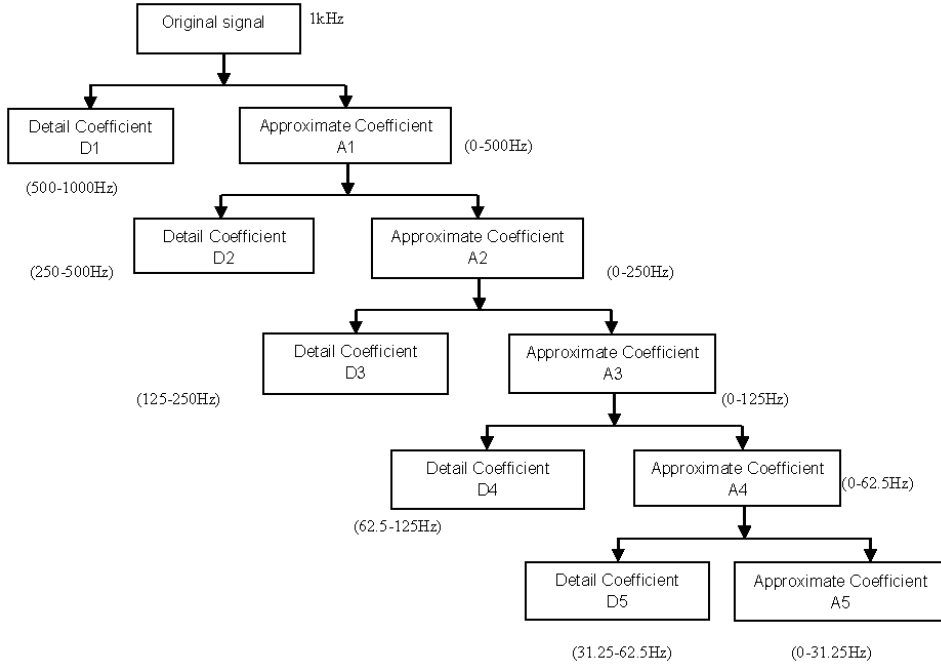 Original signal
1kHz
Detail Coefficient
D1
Approximate Coefficient
A1
(0-500Hz)
(500-1000Hz)
Detail Coefficient
D2
Approximate Coefficient
A2
(250-500Hz)
(0-250Hz)
Detail Coefficient
D3
Approximate Coefficient
A3
(125-250Hz)
(0-125Hz)
Detail Coefficient
D4
Approximate Coefficient
A4
(0-62.5Hz)
(62.5-125Hz)
Detail Coefficient
D5
Approximate Coefficient
A5
(31.25-62.5Hz)
(0-31.25Hz)